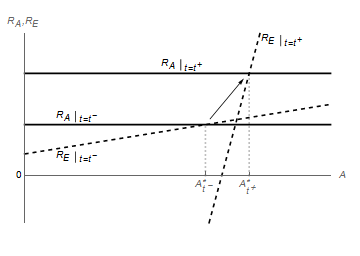 R_A,R_E
R_E |_{t=t^+}
R_A |_{t=t^+}
R_A |_{t=t^-}
R_E |_{t=t^-}
0
A
A^*_{t^-}
A^*_{t^+}